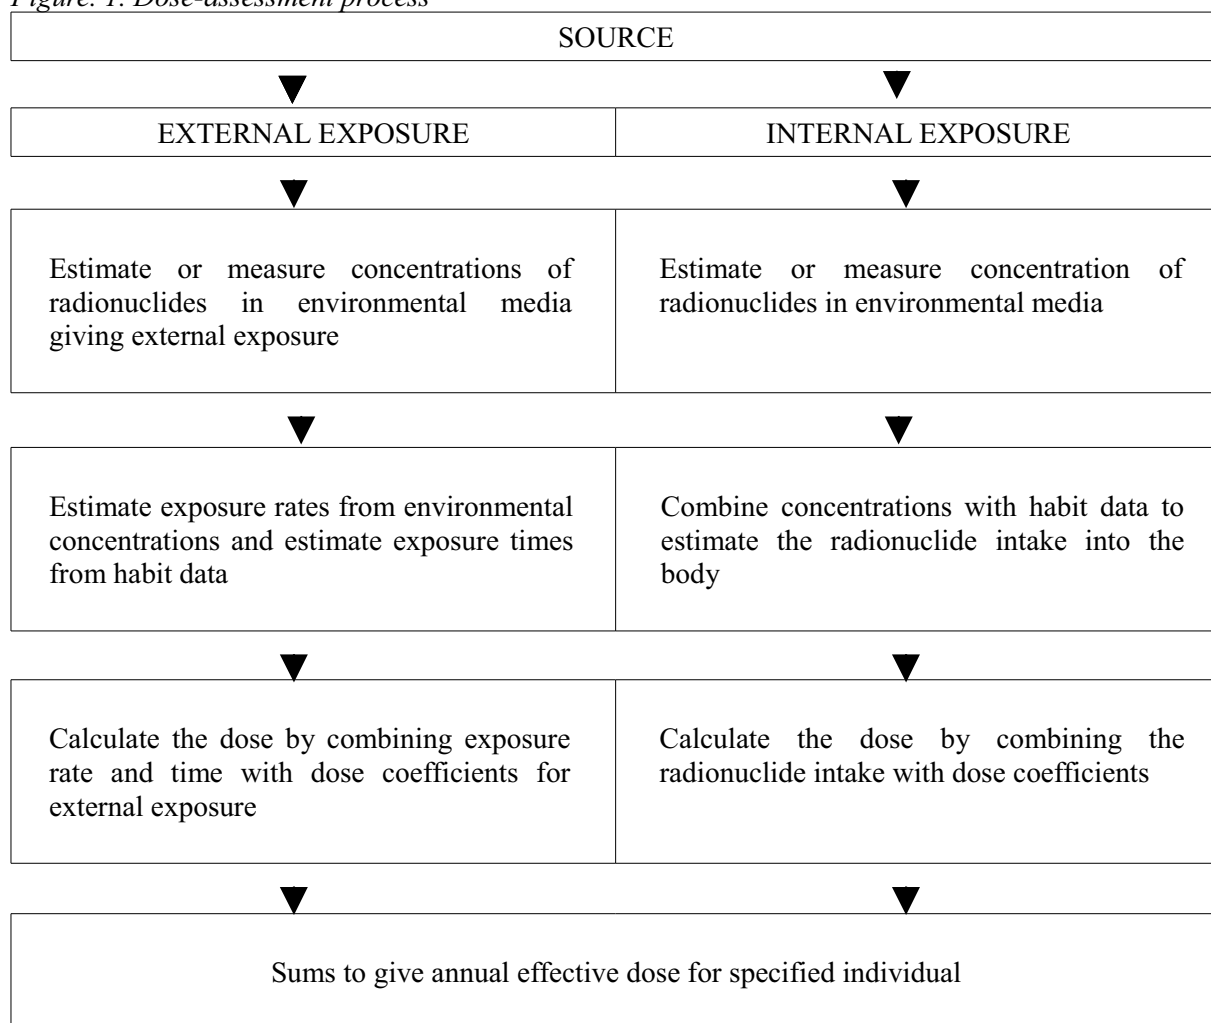 Figure. 1. Dose-assessment process
SOURCE
EXTERNAL EXPOSURE
INTERNAL EXPOSURE
Estimate or measure concentrations of
radionuclides in environmental media
giving external exposure
Estimate or measure concentration of
radionuclides in environmental media
Estimate exposure rates from environmental
concentrations and estimate exposure times
from habit data
Combine concentrations with habit data to
estimate the radionuclide intake into the
body
Calculate the dose by combining exposure
rate and time with dose coefficients for
external exposure
Calculate the dose by combining the
radionuclide intake with dose coefficients
Sums to give annual effective dose for specified individual